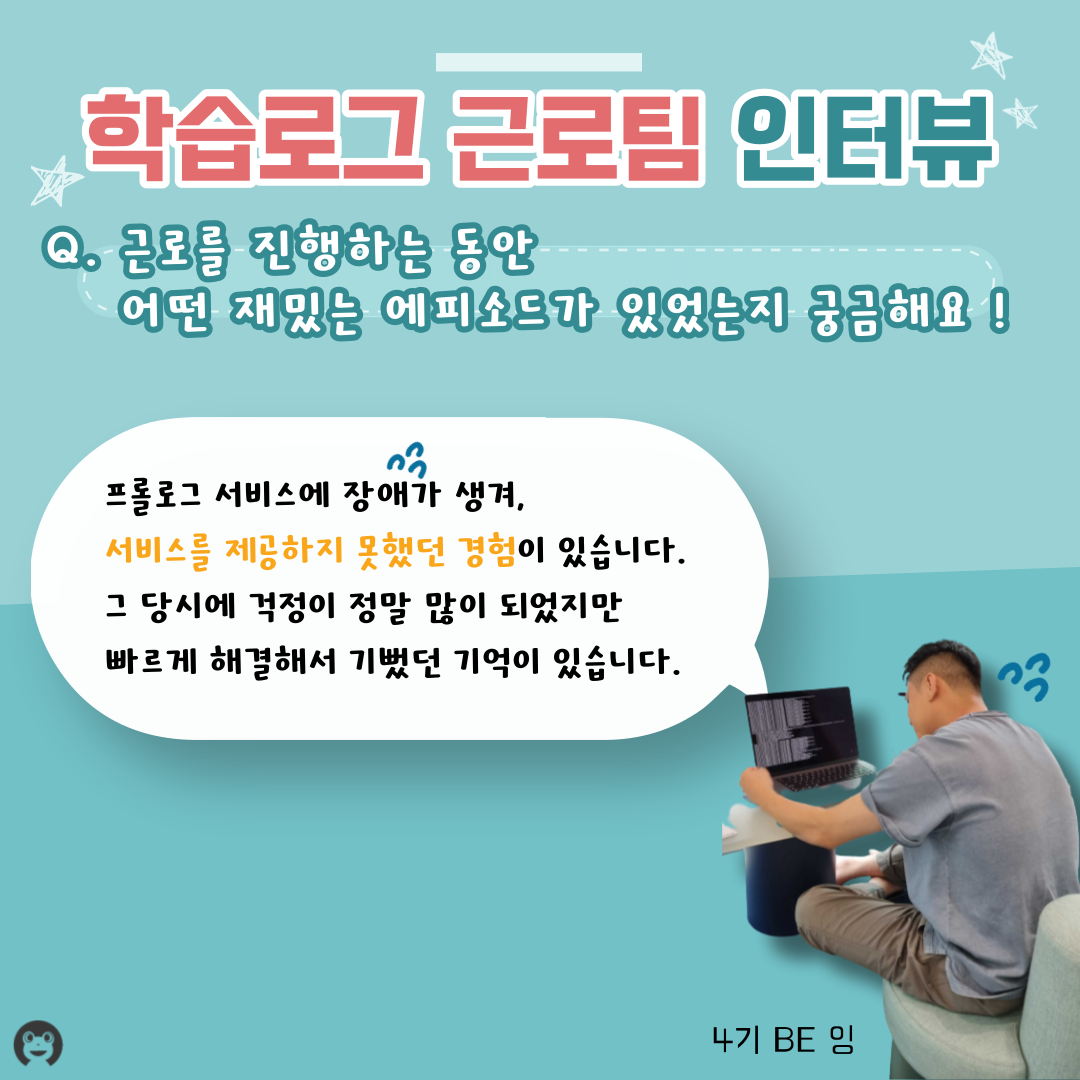 학습로그 근로팀 인터뷰
Q. 근로를 진행하는 동안
어떤 재밌는 에피소드가 있었는지 궁금해요 !
프롤로그 서비스에 장애가 생겨,
서비스를 제공하지 못했던 경험이 있습니다.
그 당시에 걱정이 정말 많이 되었지만
빠르게 해결해서 기뻤던 기억이 있습니다.
4기 BE 밍